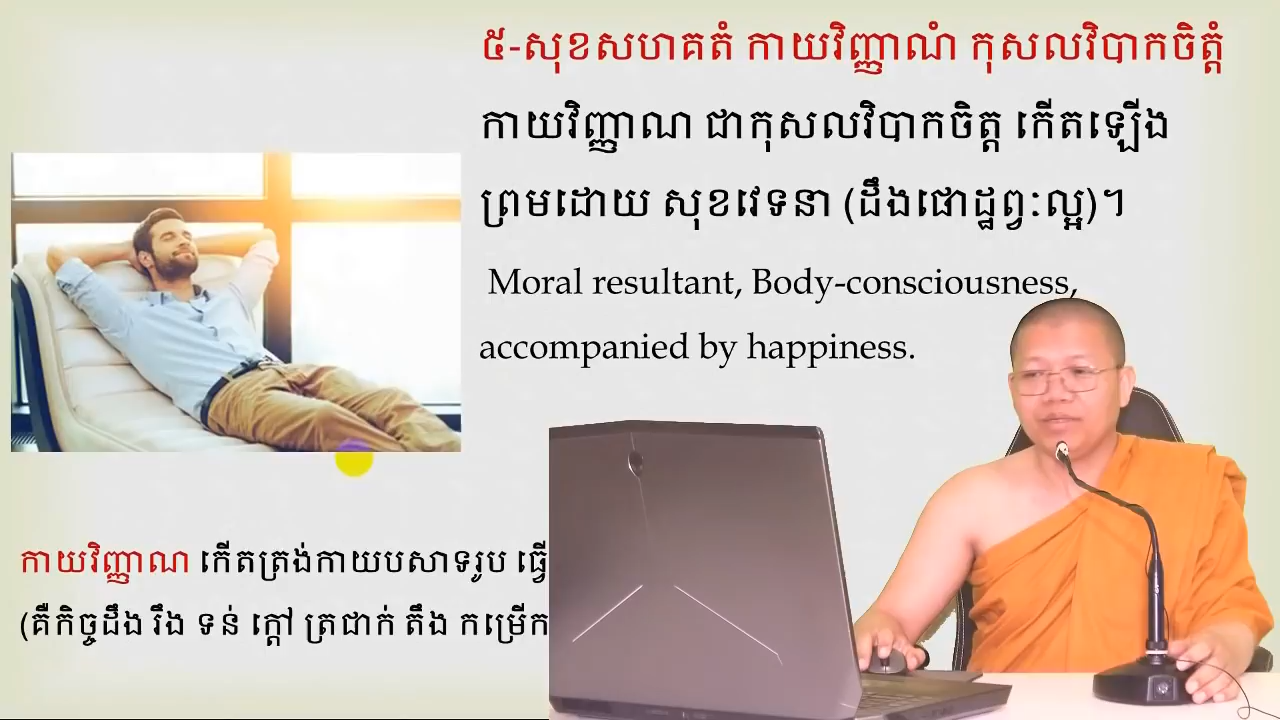 ៥-សុខសហគតំ កាយវិញ្ញាណំ កុសលវិបាកចិត្តំ
កាយវិញ្ញាណ ជាកុសលវិបាកចិត្ត កើតឡើង
ព្រមដោយ សុខវេទនា (ដឹងផោដ្ឋព្វៈល្អ)។
Moral resultant, Body-consciousness,
accompanied by happiness.
កាយវិញ្ញាណ កើតត្រង់កាយបសាទរូប ធ្វើ
(គឺកិច្ចដឹង រឹង ទន់ ក្តៅ ត្រជាក់ តឹង កម្រើក